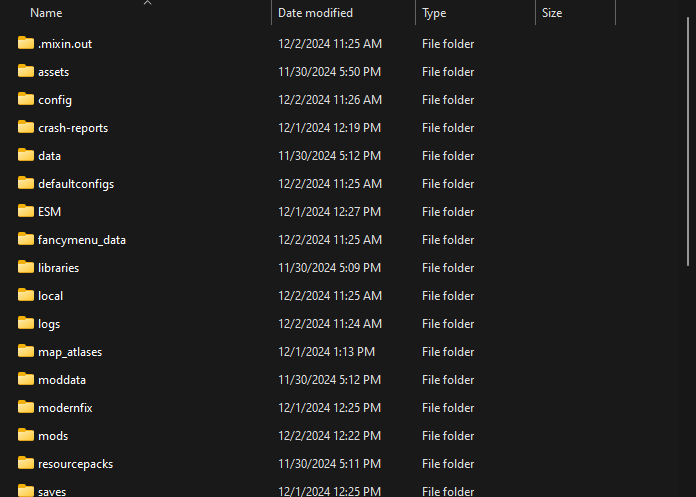 Name Date modified Type Size
.mixin.out 12/2/2024 11:25 AM File folder
assets 11/30/2024 5:50 PM File folder
config 12/2/2024 11:26 AM File folder
crash-reports 12/1/2024 12:19 PM File folder
data 11/30/2024 5:12 PM File folder
defaultconfigs 12/2/2024 11:25 AM File folder
ESM 12/1/2024 12:27 PM File folder
fancymenu_data 12/2/2024 11:25 AM File folder
libraries 11/30/2024 5:09 PM File folder
local 12/2/2024 11:25 AM File folder
logs 12/2/2024 11:24 AM File folder
map_atlases 12/1/2024 1:13 PM File folder
moddata 11/30/2024 5:12 PM File folder
modernfix 12/1/2024 12:25 PM File folder
mods 12/2/2024 12:22 PM File folder
resourcepacks 11/30/2024 5:11 PM File folder
saves 12/1/2024 12:25 PM File folder